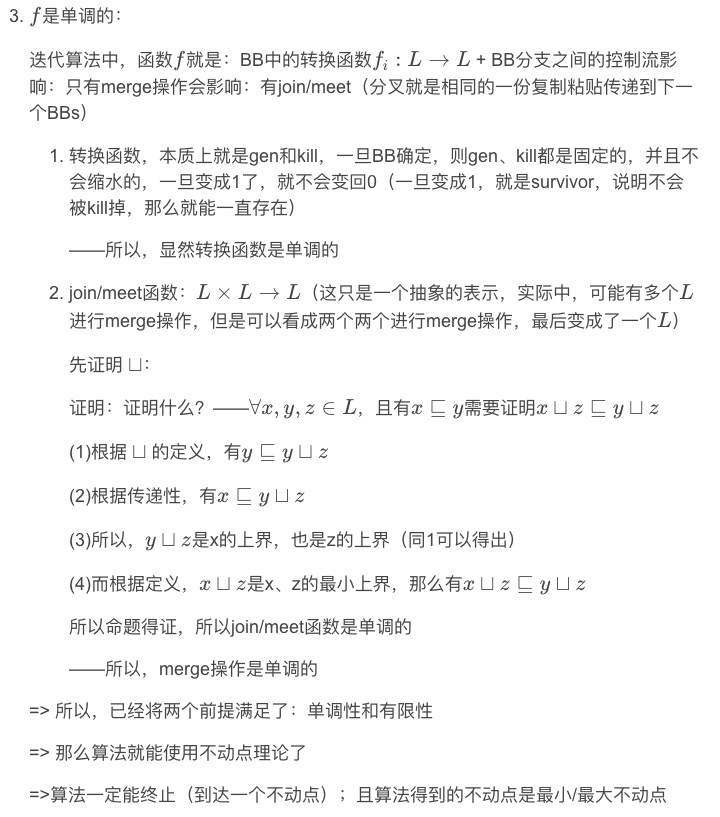 3. f是单调的：
迭代算法中，函数f就是：BB中的转换函数fᵢ : L → L + BB分支之间的控制流影
响：只有merge操作会影响：有join/meet（分叉就是相同的一份复制粘贴传递到下一
个BBs）
1. 转换函数，本质上就是gen和kill，一旦BB确定，则gen、kill都是固定的，并且不
会缩水的，一旦变成1了，就不会变回0（一旦变成1，就是survivor，说明不会
被kill掉，那么就能一直存在）
——所以，显然转换函数是单调的
2. join/meet函数：L × L → L（这只是一个抽象的表示，实际中，可能有多个L
进行merge操作，但是可以看成两个两个进行merge操作，最后变成了一个L）
先证明 ⊔：
证明：证明什么？——∀x, y, z ∈ L，且有x ⊑ y需要证明x ⊔ z ⊑ y ⊔ z
(1)根据 ⊔ 的定义，有y ⊑ y ⊔ z
(2)根据传递性，有x ⊑ y ⊔ z
(3)所以，y ⊔ z是x的上界，也是z的上界（同1可以得出）
(4)而根据定义，x ⊔ z是x、z的最小上界，那么有x ⊔ z ⊑ y ⊔ z
所以命题得证，所以join/meet函数是单调的
——所以，merge操作是单调的
=> 所以，已经将两个前提满足了：单调性和有限性
=> 那么算法就能使用不动点理论了
=>算法一定能终止（到达一个不动点）；且算法得到的不动点是最小/最大不动点